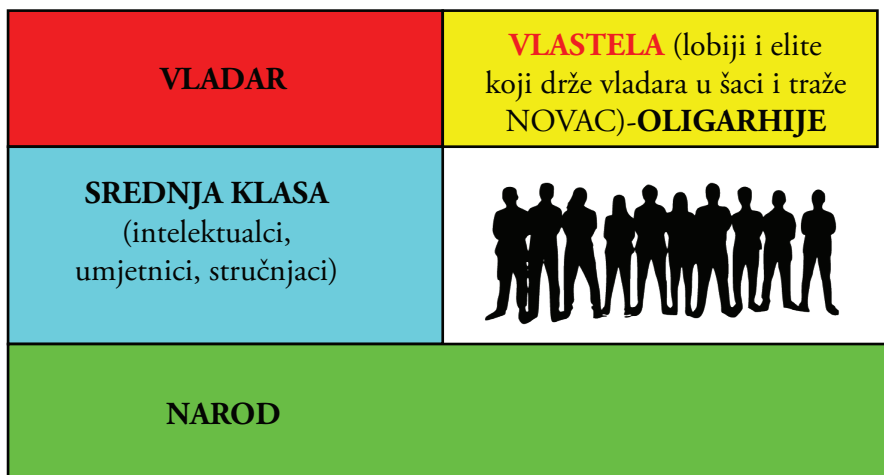 VLADAR
VLASTELA (lobiji i elite
koji drže vladara u šaci i traže
NOVAC)-OLIGARHIJE
SREDNJA KLASA
(intelektualci,
umjetnici, stručnjaci)
NAROD